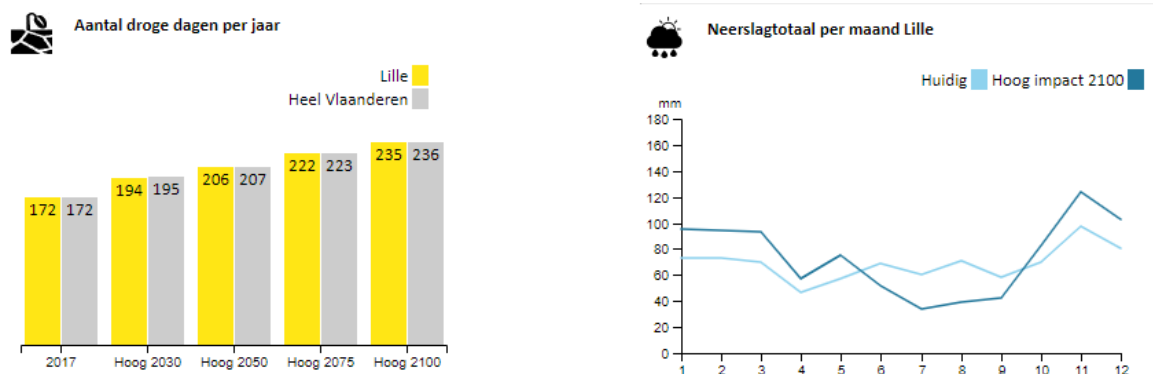 Aantal droge dagen per jaar
Lille
Heel Vlaanderen
172 172 194 195 206 207 222 223 235 236
2017 Hoog 2030 Hoog 2050 Hoog 2075 Hoog 2100
Neerslagtotaal per maand Lille
Huidig Hoog impact 2100
mm
180
160
140
120
100
80
60
40
20
0
1 2 3 4 5 6 7 8 9 10 11 12